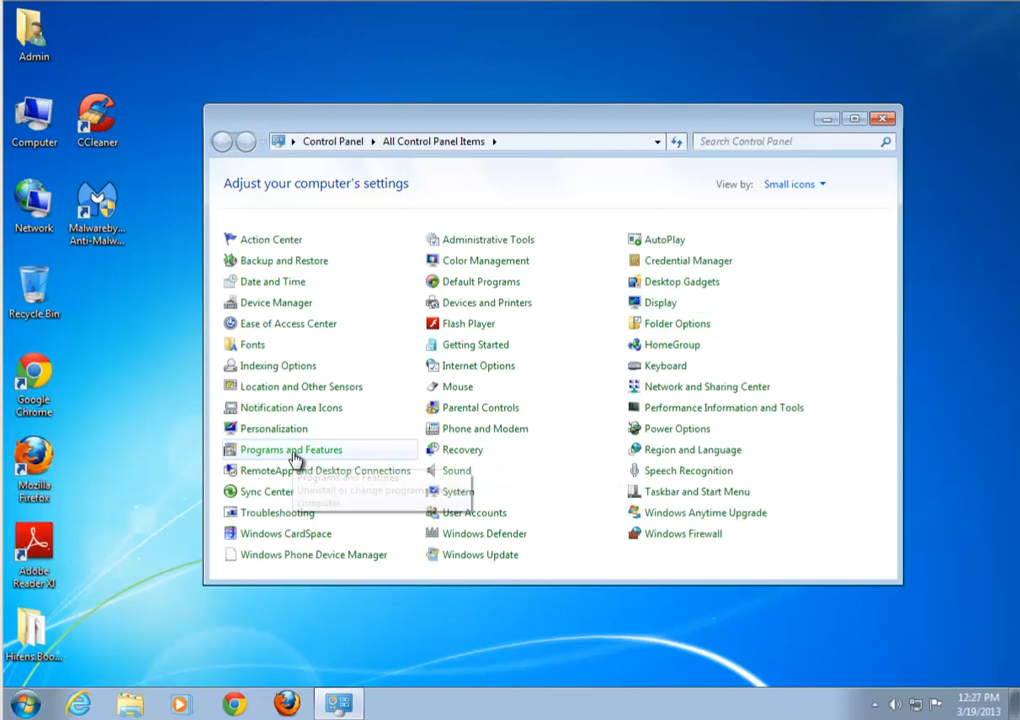 Admin
Computer
CCleaner
Network
Malwareby...
Anti-Malw...
Recycle Bin
Google
Chrome
Mozilla
Firefox
Adobe
Reader XI
Hirens.Boo...
Control Panel
All Control Panel Items
Search Control Panel
Adjust your computer's settings
View by: Small icons
Action Center
Administrative Tools
AutoPlay
Backup and Restore
Color Management
Credential Manager
Date and Time
Default Programs
Desktop Gadgets
Device Manager
Devices and Printers
Display
Ease of Access Center
Flash Player
Folder Options
Fonts
Getting Started
HomeGroup
Indexing Options
Internet Options
Keyboard
Location and Other Sensors
Mouse
Network and Sharing Center
Notification Area Icons
Parental Controls
Performance Information and Tools
Personalization
Phone and Modem
Power Options
Programs and Features
Recovery
Region and Language
RemoteApp and Desktop Connections
Sound
Speech Recognition
Programs and Features
Uninstall or change programs
computer.
Sync Center
System
Taskbar and Start Menu
Troubleshooting
User Accounts
Windows Anytime Upgrade
Windows CardSpace
Windows Defender
Windows Firewall
Windows Phone Device Manager
Windows Update
12:27 PM
3/19/2013